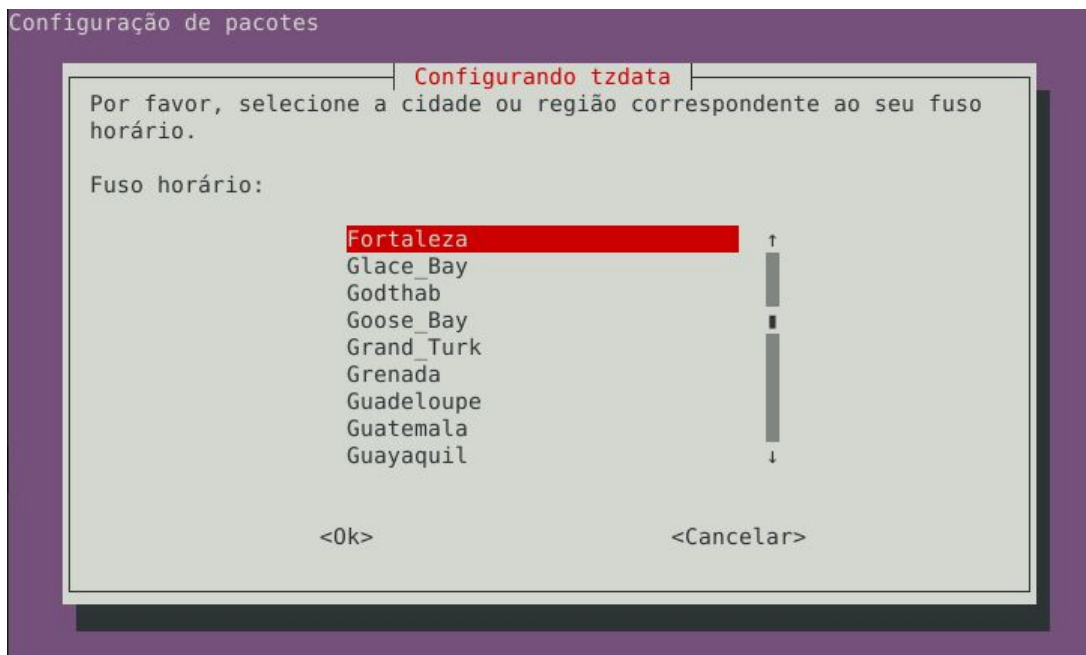 Configuração de pacotes
Configurando tzdata
Por favor, selecione a cidade ou região correspondente ao seu fuso
horário.
Fuso horário:
Fortaleza
Glace_Bay
Godthab
Goose_Bay
Grand_Turk
Grenada
Guadeloupe
Guatemala
Guayaquil
<Ok> <Cancelar>